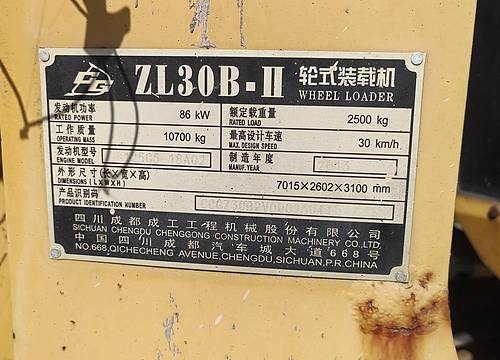 ZL30B-II 轮式装载机
WHEEL LOADER
发动机功率 86 kW 额定载重量 2500 kg
RATED POWER RATED LOAD
工作质量 10700 kg 最高设计车速 30 km/h
OPERATING MASS MAX.DESIGN SPEED
发动机型号 制造年度
ENGINE MODEL MANUF.YEAR
外形尺寸(长×宽×高) 7015×2602×3100 mm
DIMENSIONS (L×W×H)
产品识别码
PRODUCT IDENTIFICATION NUMBER
四川成都成工工程机械股份有限公司
SICHUAN CHENGDU CHENGGONG CONSTRUCTION MACHINERY CO.,LTD.
中国四川成都汽车城大道668号
NO.668,QICHECHENG AVENUE,CHENGDU,SICHUAN,P.R.CHINA